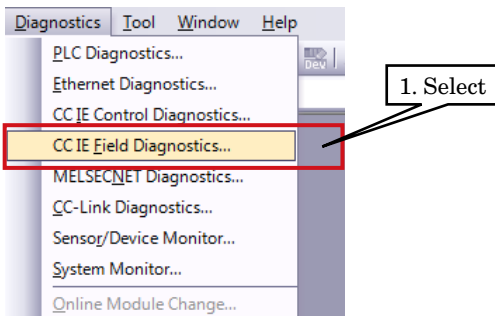 Diagnostics Tool Window Help
PLC Diagnostics...
Dev
Ethernet Diagnostics...
1. Select
CC IE Control Diagnostics...
CC IE Field Diagnostics...
MELSECNET Diagnostics...
CC-Link Diagnostics...
Sensor/Device Monitor...
System Monitor...
Online Module Change...